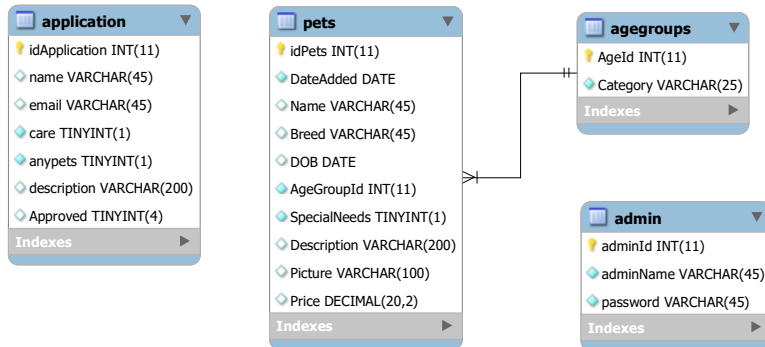 application
idApplication INT(11)
name VARCHAR(45)
email VARCHAR(45)
care TINYINT(1)
anypets TINYINT(1)
description VARCHAR(200)
Approved TINYINT(4)
Indexes
pets
idPets INT(11)
DateAdded DATE
Name VARCHAR(45)
Breed VARCHAR(45)
DOB DATE
AgeGroupId INT(11)
SpecialNeeds TINYINT(1)
Description VARCHAR(200)
Picture VARCHAR(100)
Price DECIMAL(20,2)
Indexes
agegroups
AgeId INT(11)
Category VARCHAR(25)
Indexes
admin
adminId INT(11)
adminName VARCHAR(45)
password VARCHAR(45)
Indexes